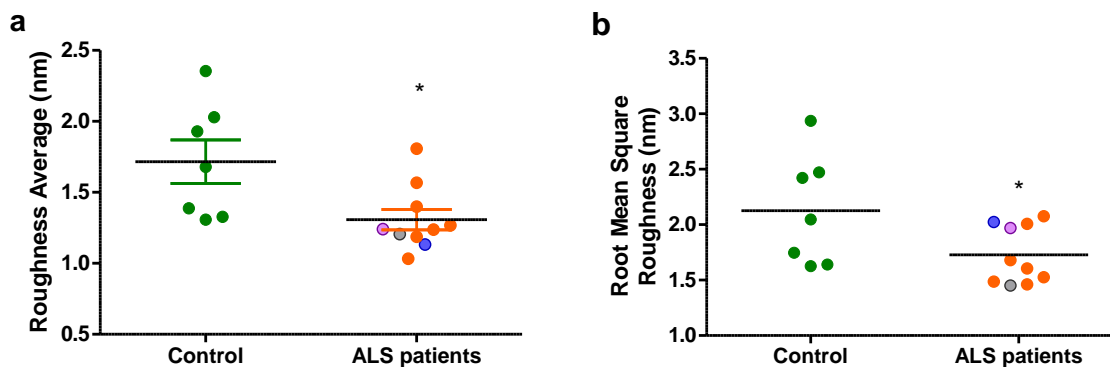 a
Roughness Average (nm)
2.5
2.0
1.5
1.0
0.5
*
Control
ALS patients
b
Root Mean Square
Roughness (nm)
3.5
3.0
2.5
2.0
1.5
1.0
*
Control
ALS patients